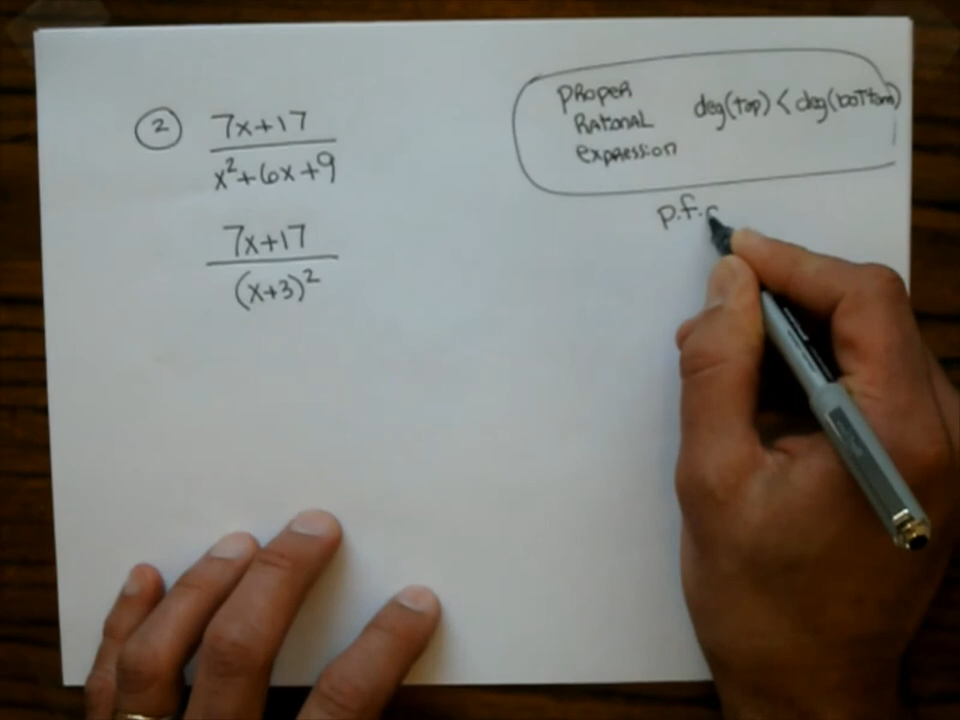 ② 7x+17
x²+6x+9
7x+17
(x+3)²
PROPER
RATIONAL deg(top) < deg(bottom)
expression
p.f.